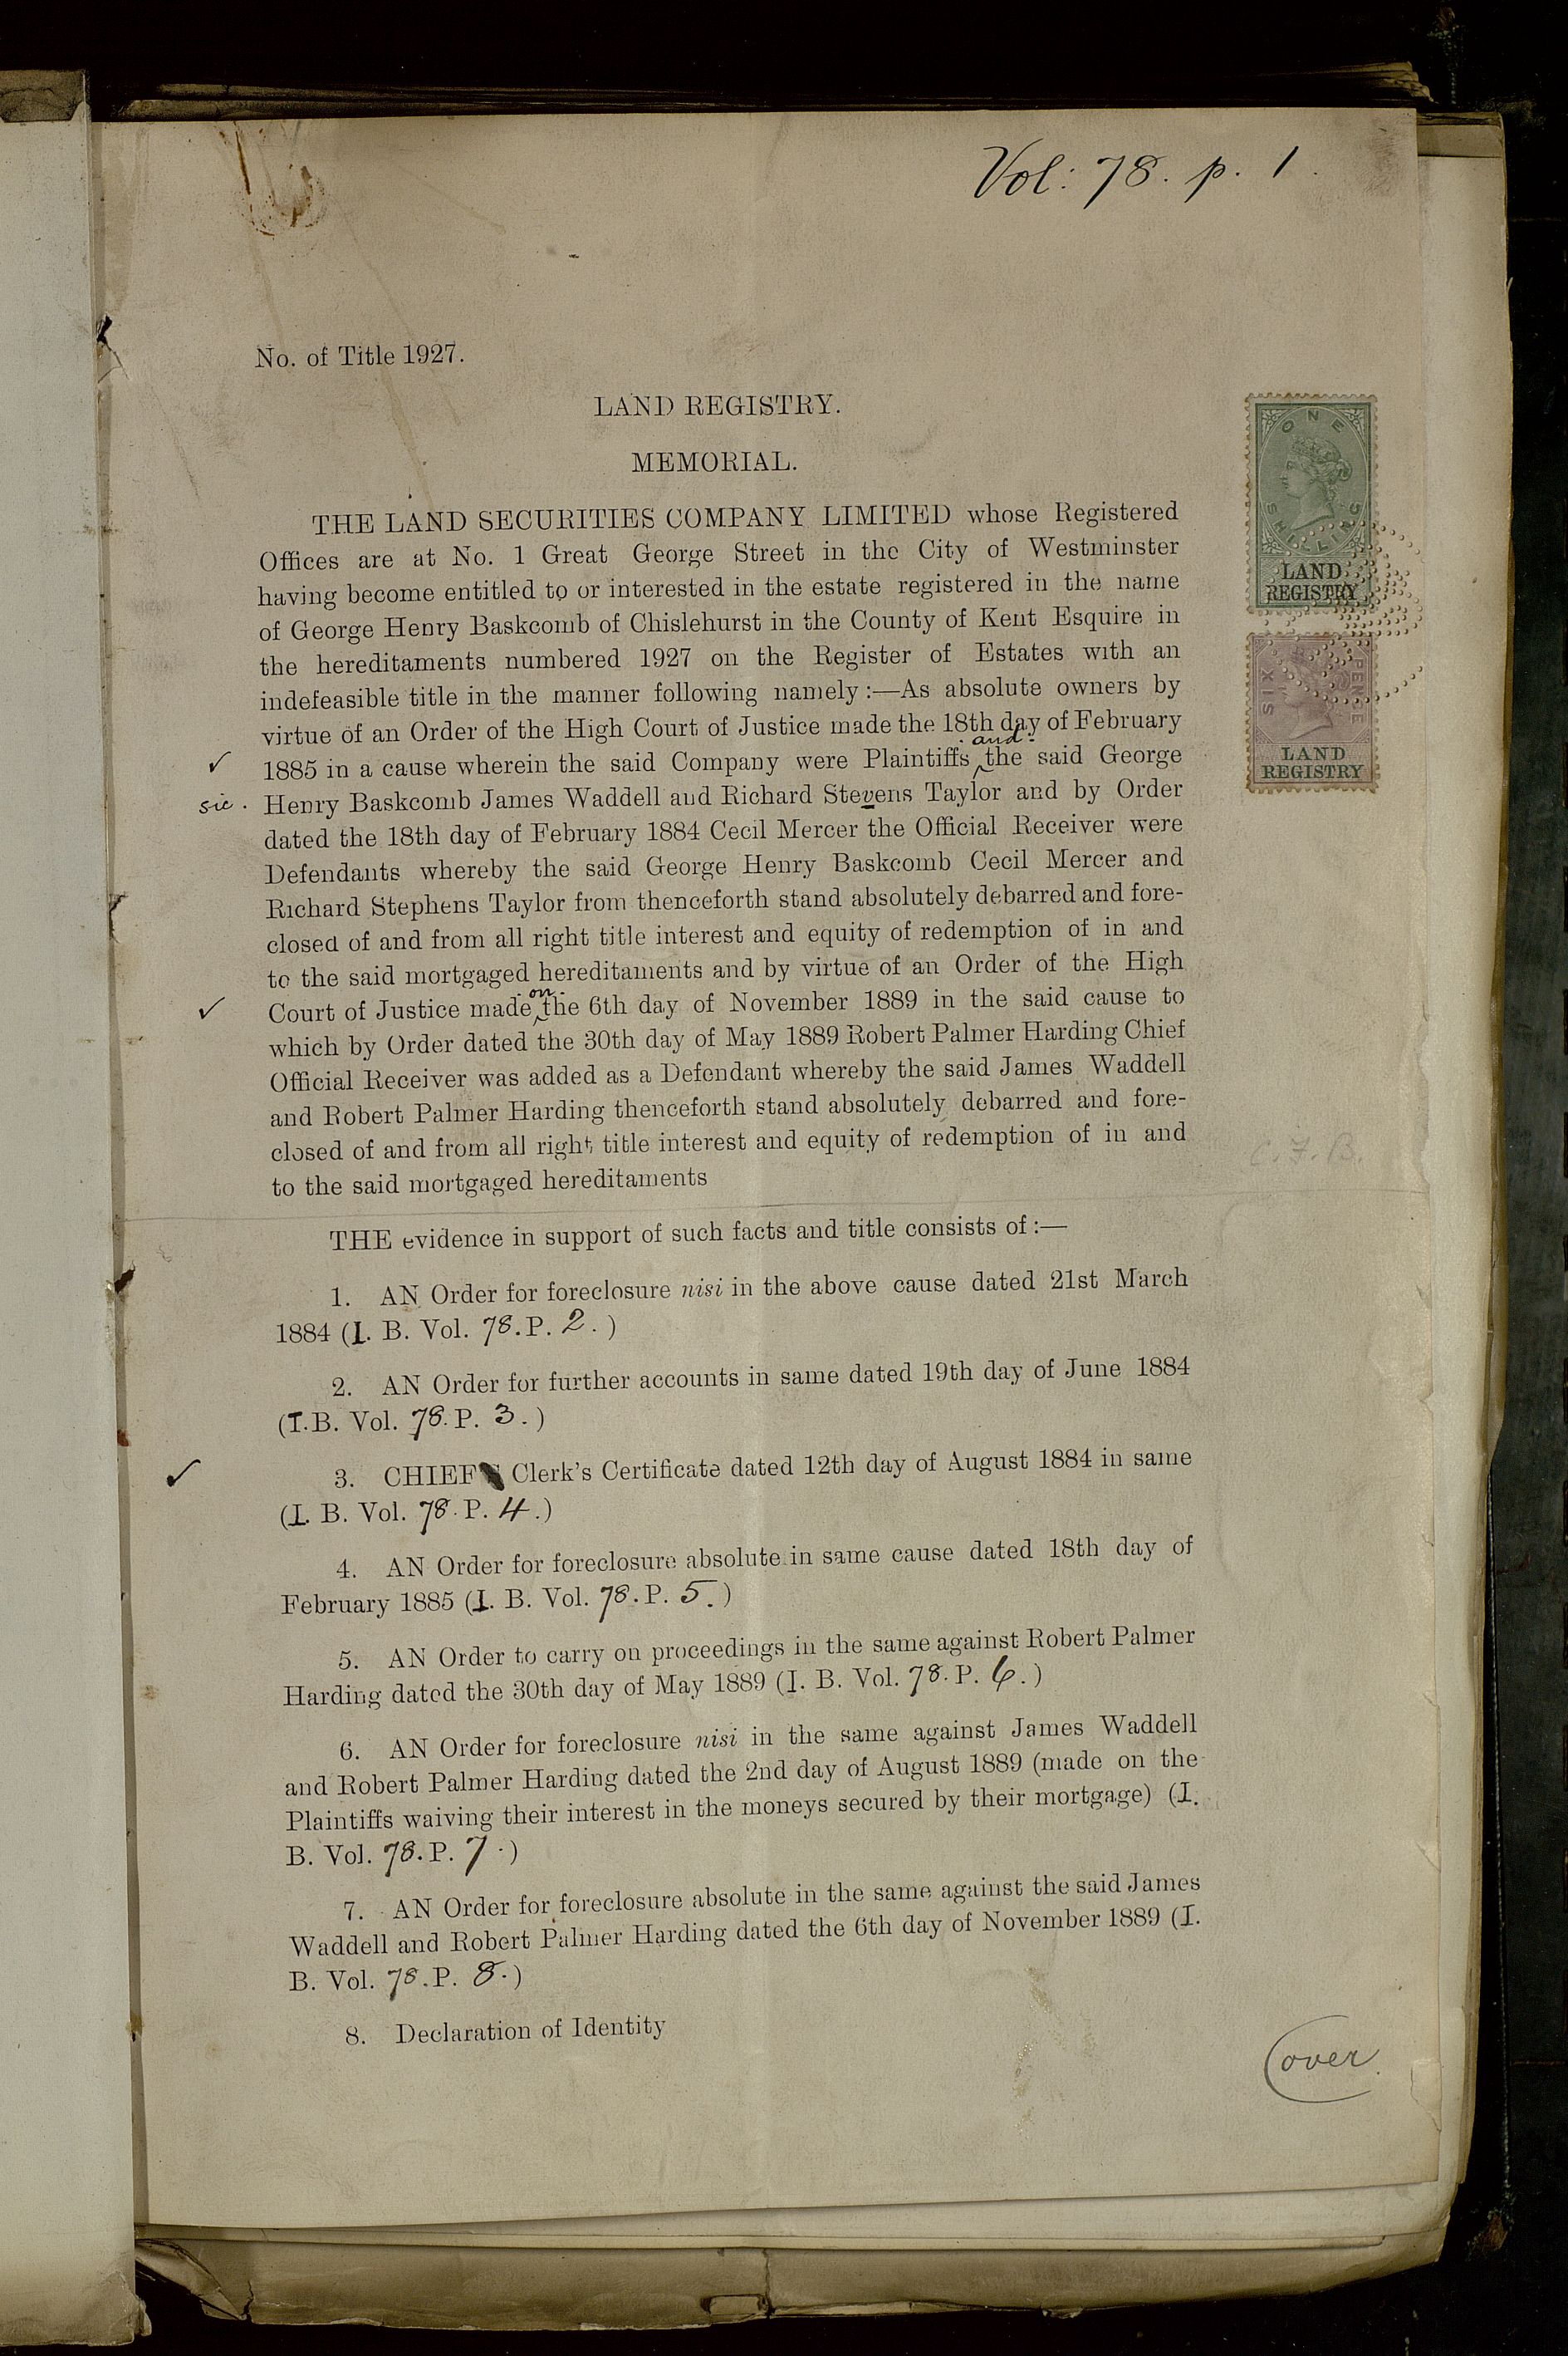 Vol: 78. p. 1.
No. of Title 1927.
LAND REGISTRY.
MEMORIAL.
THE LAND SECURITIES COMPANY LIMITED whose Registered
Offices are at No. 1 Great George Street in the City of Westminster
having become entitled to or interested in the estate registered in the name
of George Henry Baskcomb of Chislehurst in the County of Kent Esquire in
the hereditaments numbered 1927 on the Register of Estates with an
indefeasible title in the manner following namely :—As absolute owners by
virtue of an Order of the High Court of Justice made the 18th day of February
✓ 1885 in a cause wherein the said Company were Plaintiffs and the said George
sic. Henry Baskcomb James Waddell and Richard Stevens Taylor and by Order
dated the 18th day of February 1884 Cecil Mercer the Official Receiver were
Defendants whereby the said George Henry Baskcomb Cecil Mercer and
Richard Stephens Taylor from thenceforth stand absolutely debarred and fore-
closed of and from all right title interest and equity of redemption of in and
to the said mortgaged hereditaments and by virtue of an Order of the High
✓ Court of Justice made on the 6th day of November 1889 in the said cause to
which by Order dated the 30th day of May 1889 Robert Palmer Harding Chief
Official Receiver was added as a Defendant whereby the said James Waddell
and Robert Palmer Harding thenceforth stand absolutely debarred and fore-
closed of and from all right title interest and equity of redemption of in and
to the said mortgaged hereditaments
C.F.B.
THE evidence in support of such facts and title consists of :—
1. AN Order for foreclosure nisi in the above cause dated 21st March
1884 (I. B. Vol. 78. P. 2. )
2. AN Order for further accounts in same dated 19th day of June 1884
(I.B. Vol. 78. P. 3. )
✓ 3. CHIEF Clerk's Certificate dated 12th day of August 1884 in same
(I. B. Vol. 78. P. 4.)
4. AN Order for foreclosure absolute in same cause dated 18th day of
February 1885 (I. B. Vol. 78. P. 5. )
5. AN Order to carry on proceedings in the same against Robert Palmer
Harding dated the 30th day of May 1889 (I. B. Vol. 78. P. 6. )
6. AN Order for foreclosure nisi in the same against James Waddell
and Robert Palmer Harding dated the 2nd day of August 1889 (made on the
Plaintiffs waiving their interest in the moneys secured by their mortgage) (I.
B. Vol. 78. P. 7. )
7. AN Order for foreclosure absolute in the same against the said James
Waddell and Robert Palmer Harding dated the 6th day of November 1889 (I.
B. Vol. 78. P. 8. )
8. Declaration of Identity
over.
ONE SHILLING
LAND
REGISTRY
SIX PENCE
LAND
REGISTRY